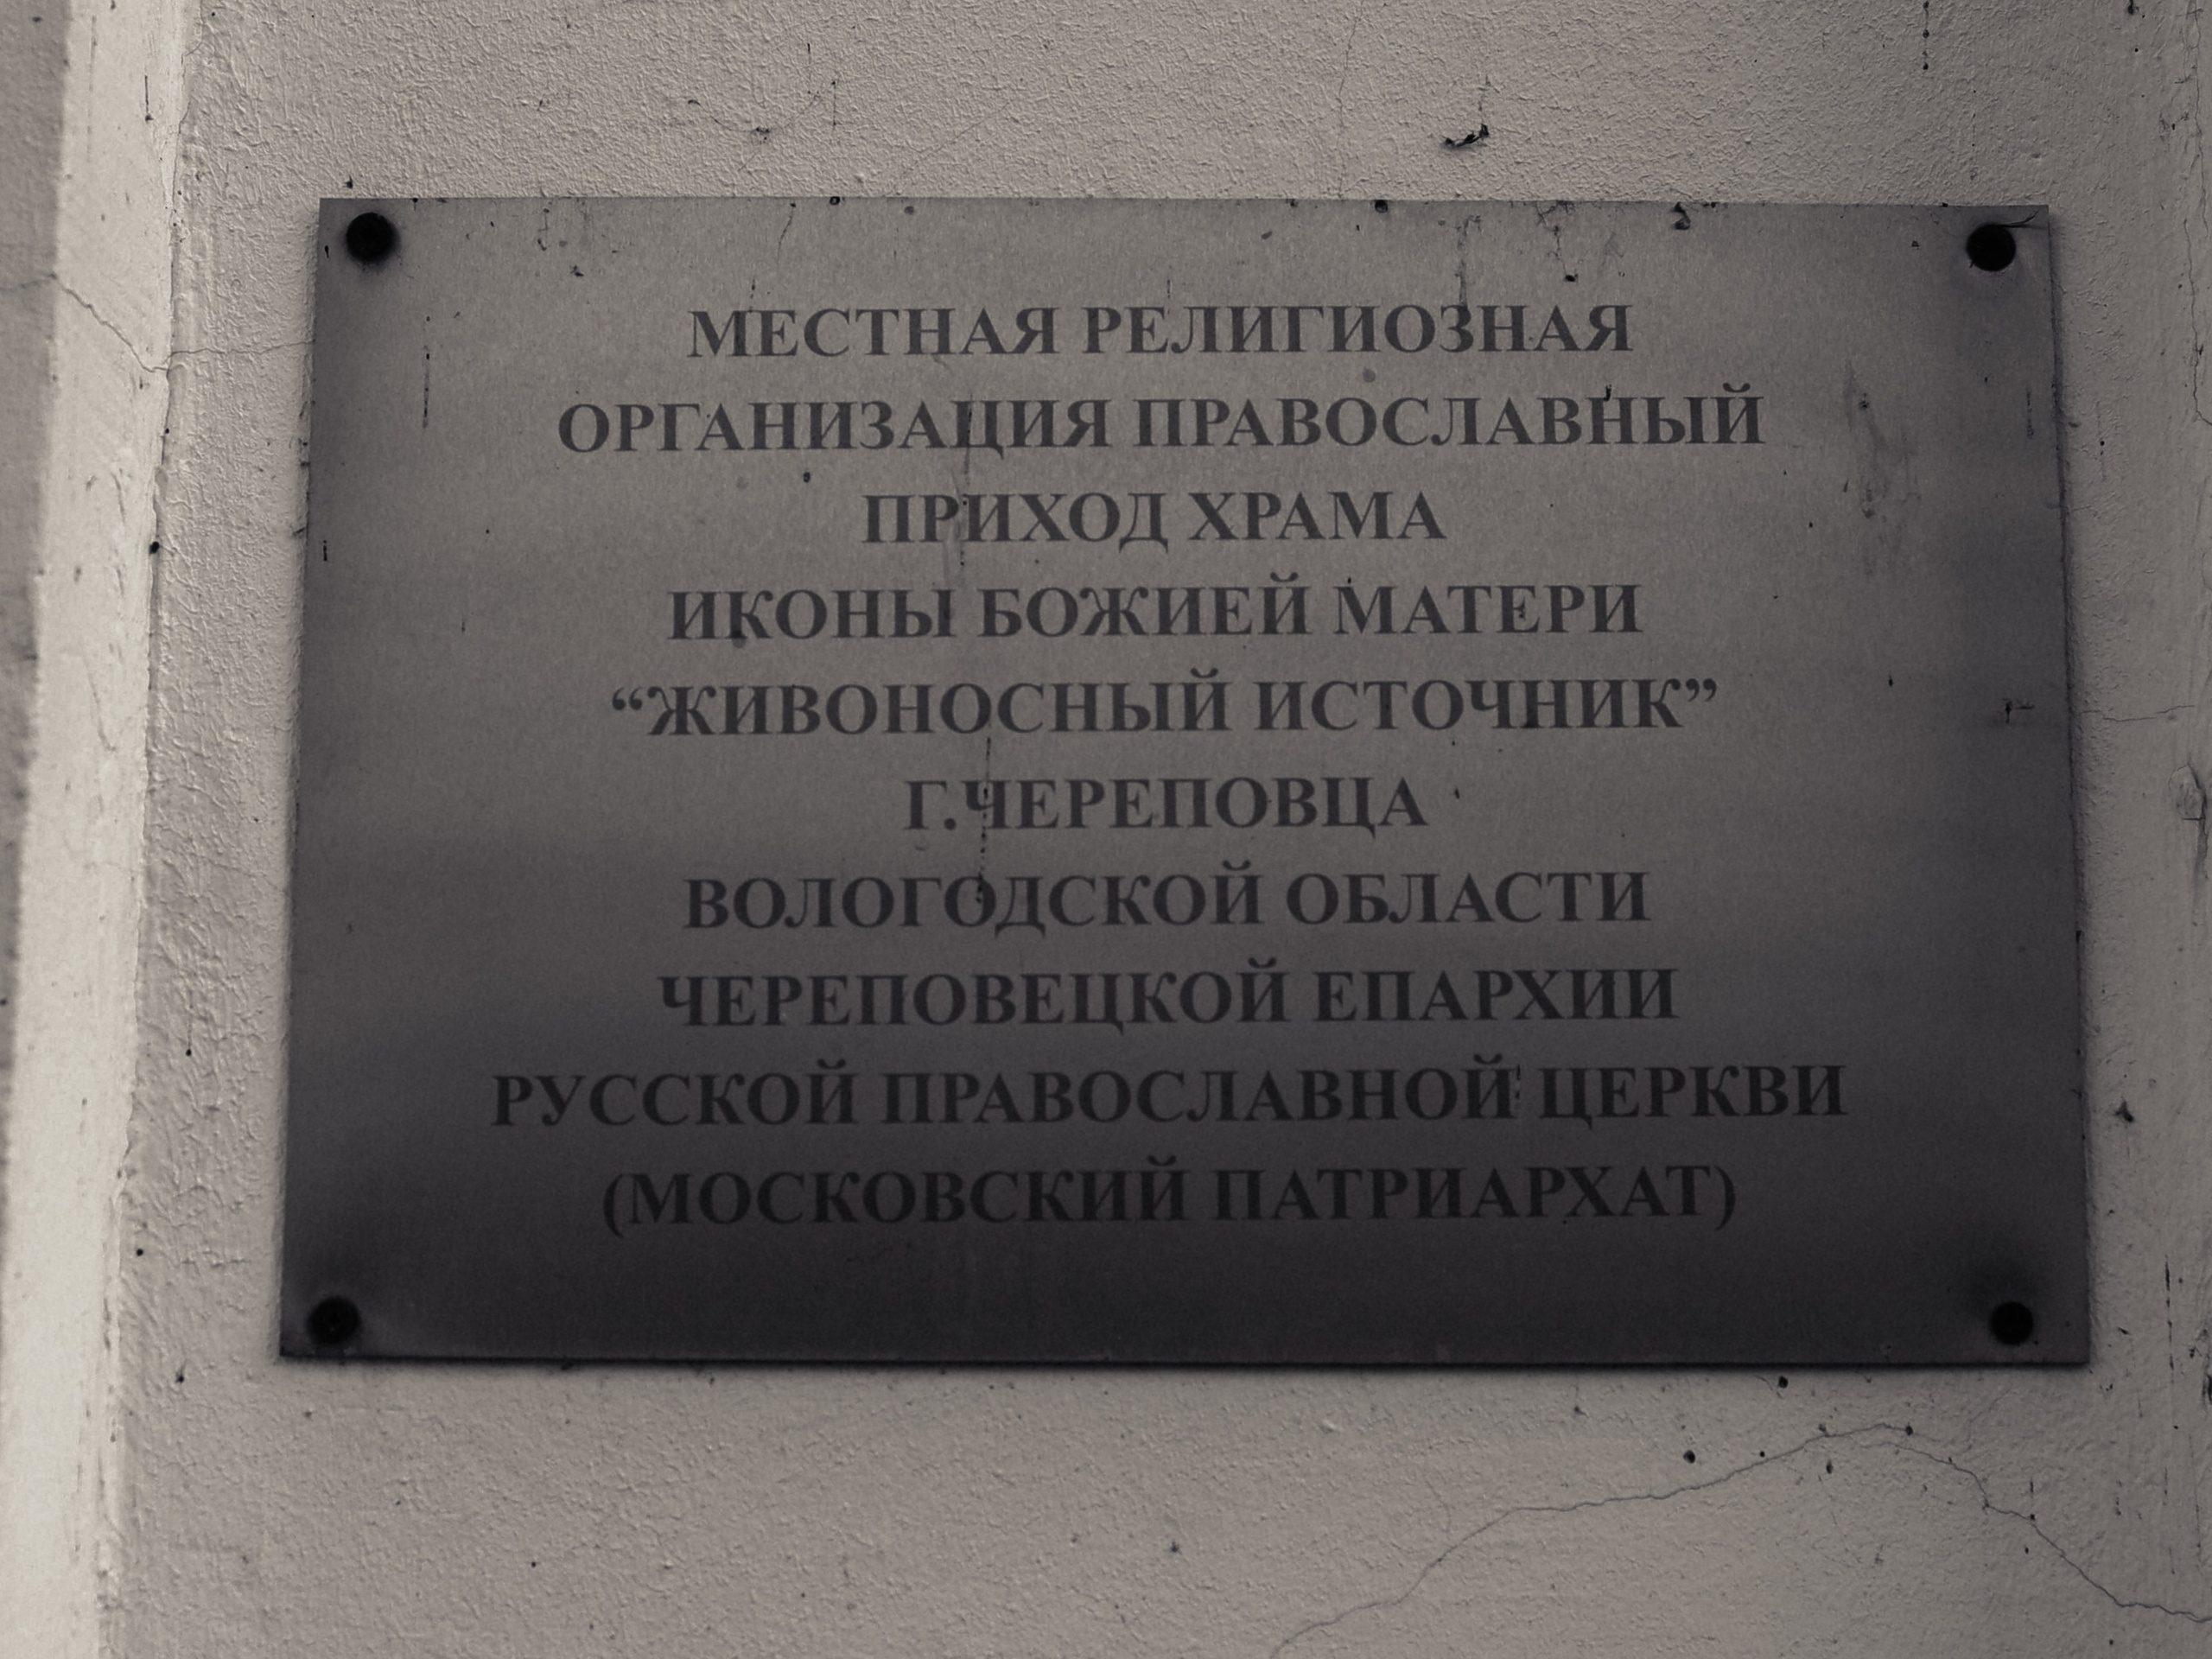 МЕСТНАЯ РЕЛИГИОЗНАЯ
ОРГАНИЗАЦИЯ ПРАВОСЛАВНЫЙ
ПРИХОД ХРАМА
ИКОНЫ БОЖИЕЙ МАТЕРИ
“ЖИВОНОСНЫЙ ИСТОЧНИК”
Г.ЧЕРЕПОВЦА
ВОЛОГОДСКОЙ ОБЛАСТИ
ЧЕРЕПОВЕЦКОЙ ЕПАРХИИ
РУССКОЙ ПРАВОСЛАВНОЙ ЦЕРКВИ
(МОСКОВСКИЙ ПАТРИАРХАТ)